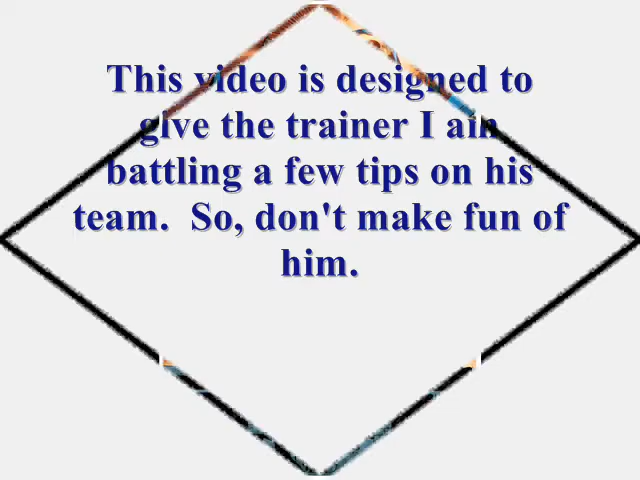 This video is designed to
give the trainer I am
battling a few tips on his
team.  So, don't make fun of
him.